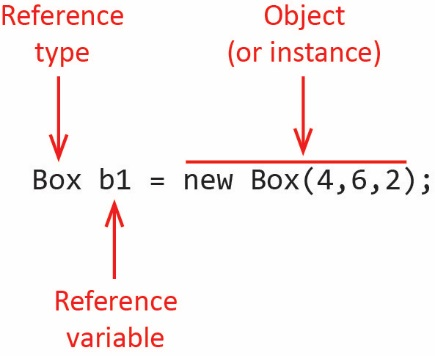 Reference
type
Object
(or instance)
Box b1 = new Box(4,6,2);
Reference
variable